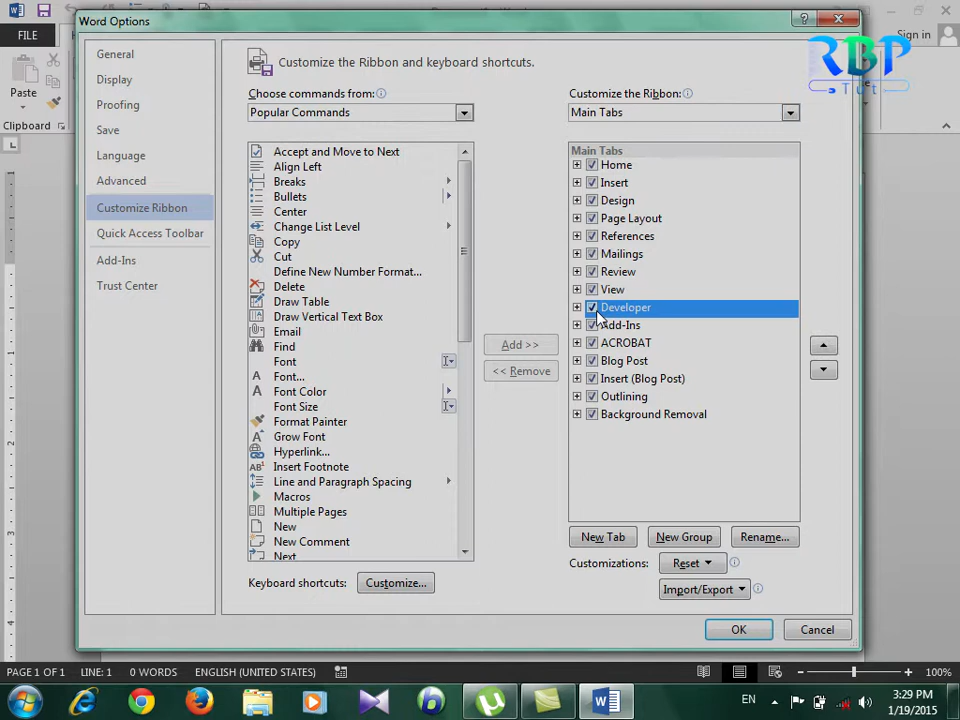 Word Options
FILE
Sign in
RBP
Tut
Paste
Clipboard
General
Display
Proofing
Save
Language
Advanced
Customize Ribbon
Quick Access Toolbar
Add-Ins
Trust Center
Customize the Ribbon and keyboard shortcuts.
Choose commands from:
Popular Commands
Accept and Move to Next
Align Left
Breaks
Bullets
Center
Change List Level
Copy
Cut
Define New Number Format...
Delete
Draw Table
Draw Vertical Text Box
Email
Find
Font
Font...
Font Color
Font Size
Format Painter
Grow Font
Hyperlink...
Insert Footnote
Line and Paragraph Spacing
Macros
Multiple Pages
New
New Comment
Next
Keyboard shortcuts: Customize...
Add >>
<< Remove
Customize the Ribbon:
Main Tabs
Main Tabs
Home
Insert
Design
Page Layout
References
Mailings
Review
View
Developer
Add-Ins
ACROBAT
Blog Post
Insert (Blog Post)
Outlining
Background Removal
New Tab New Group Rename...
Customizations: Reset
Import/Export
OK Cancel
PAGE 1 OF 1 LINE: 1 0 WORDS ENGLISH (UNITED STATES) 100%
EN
3:29 PM
1/19/2015